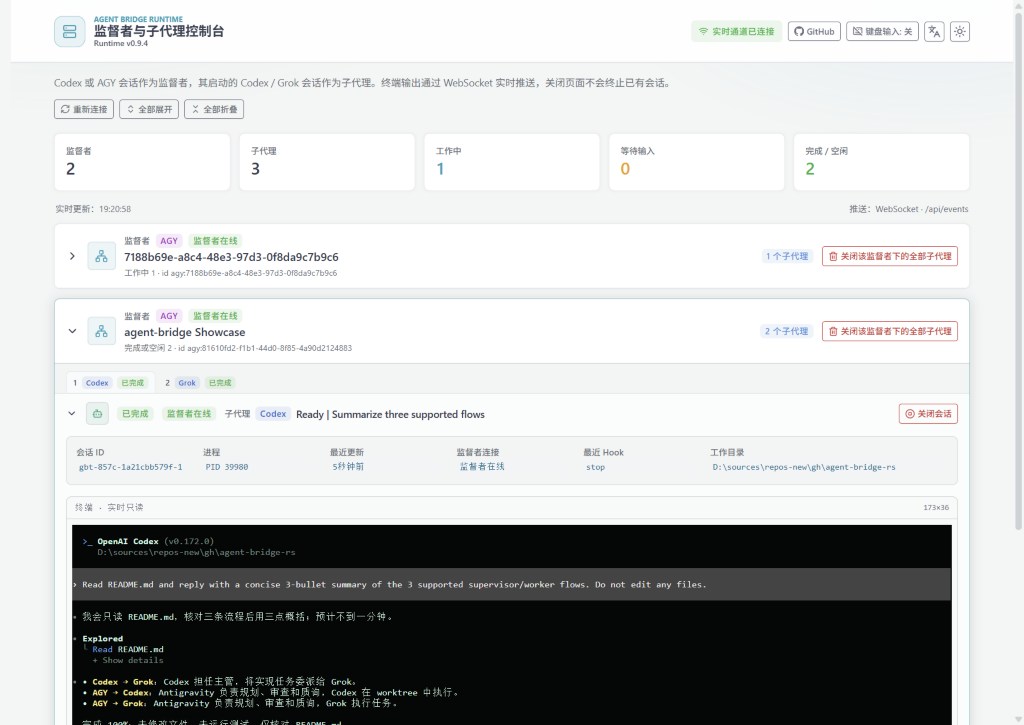 AGENT BRIDGE RUNTIME
监督者与子代理控制台
Runtime v0.9.4
实时通道已连接
GitHub
键盘输入: 关
Codex 或 AGY 会话作为监督者，其启动的 Codex / Grok 会话作为子代理。终端输出通过 WebSocket 实时推送，关闭页面不会终止已有会话。
重新连接 全部展开 全部折叠
监督者 子代理 工作中 等待输入 完成 / 空闲
2 3 1 0 2
实时更新：19:20:58 推送：WebSocket · /api/events
监督者 AGY 监督者在线
7188b69e-a8c4-48e3-97d3-0f8da9c7b9c6
工作中 1 · id agy:7188b69e-a8c4-48e3-97d3-0f8da9c7b9c6
1 个子代理 关闭该监督者下的全部子代理
监督者 AGY 监督者在线
agent-bridge Showcase
完成或空闲 2 · id agy:81610fd2-f1b1-44d0-8f85-4a90d2124883
2 个子代理 关闭该监督者下的全部子代理
1 Codex 已完成 2 Grok 已完成
已完成 监督者在线 子代理 Codex Ready | Summarize three supported flows 关闭会话
会话 ID 进程 最近更新 监督者连接 最近 Hook 工作目录
gbt-857c-1a21cbb579f-1 PID 39980 5秒钟前 监督者在线 stop D:\sources\repos-new\gh\agent-bridge-rs
终端 · 实时只读 173×36
>_ OpenAI Codex (v0.172.0)
D:\sources\repos-new\gh\agent-bridge-rs
› Read README.md and reply with a concise 3-bullet summary of the 3 supported supervisor/worker flows. Do not edit any files.
• 我会只读 README.md，核对三条流程后用三点概括；预计不到一分钟。
• Explored
└ Read README.md
+ Show details
• • Codex → Grok：Codex 担任主管，将实现任务委派给 Grok。
• AGY → Codex：Antigravity 负责规划、审查和质询，Codex 在 worktree 中执行。
• AGY → Grok：Antigravity 负责规划、审查和质询，Grok 执行任务。
完成 100%；未修改文件，未运行测试，仅核对 README.md